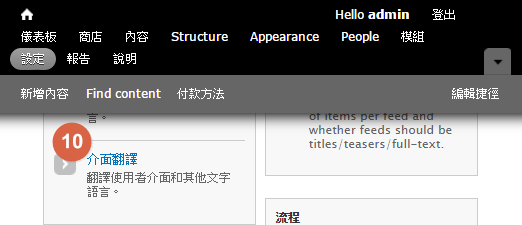 Hello admin 登出
儀表板 商店 內容 Structure Appearance People 模組
設定 報告 說明
新增內容 Find content 付款方法 編輯捷徑
言。
of items per feed and
whether feeds should be
titles/teasers/full-text.
10
介面翻譯
翻譯使用者介面和其他文字
語言。
流程